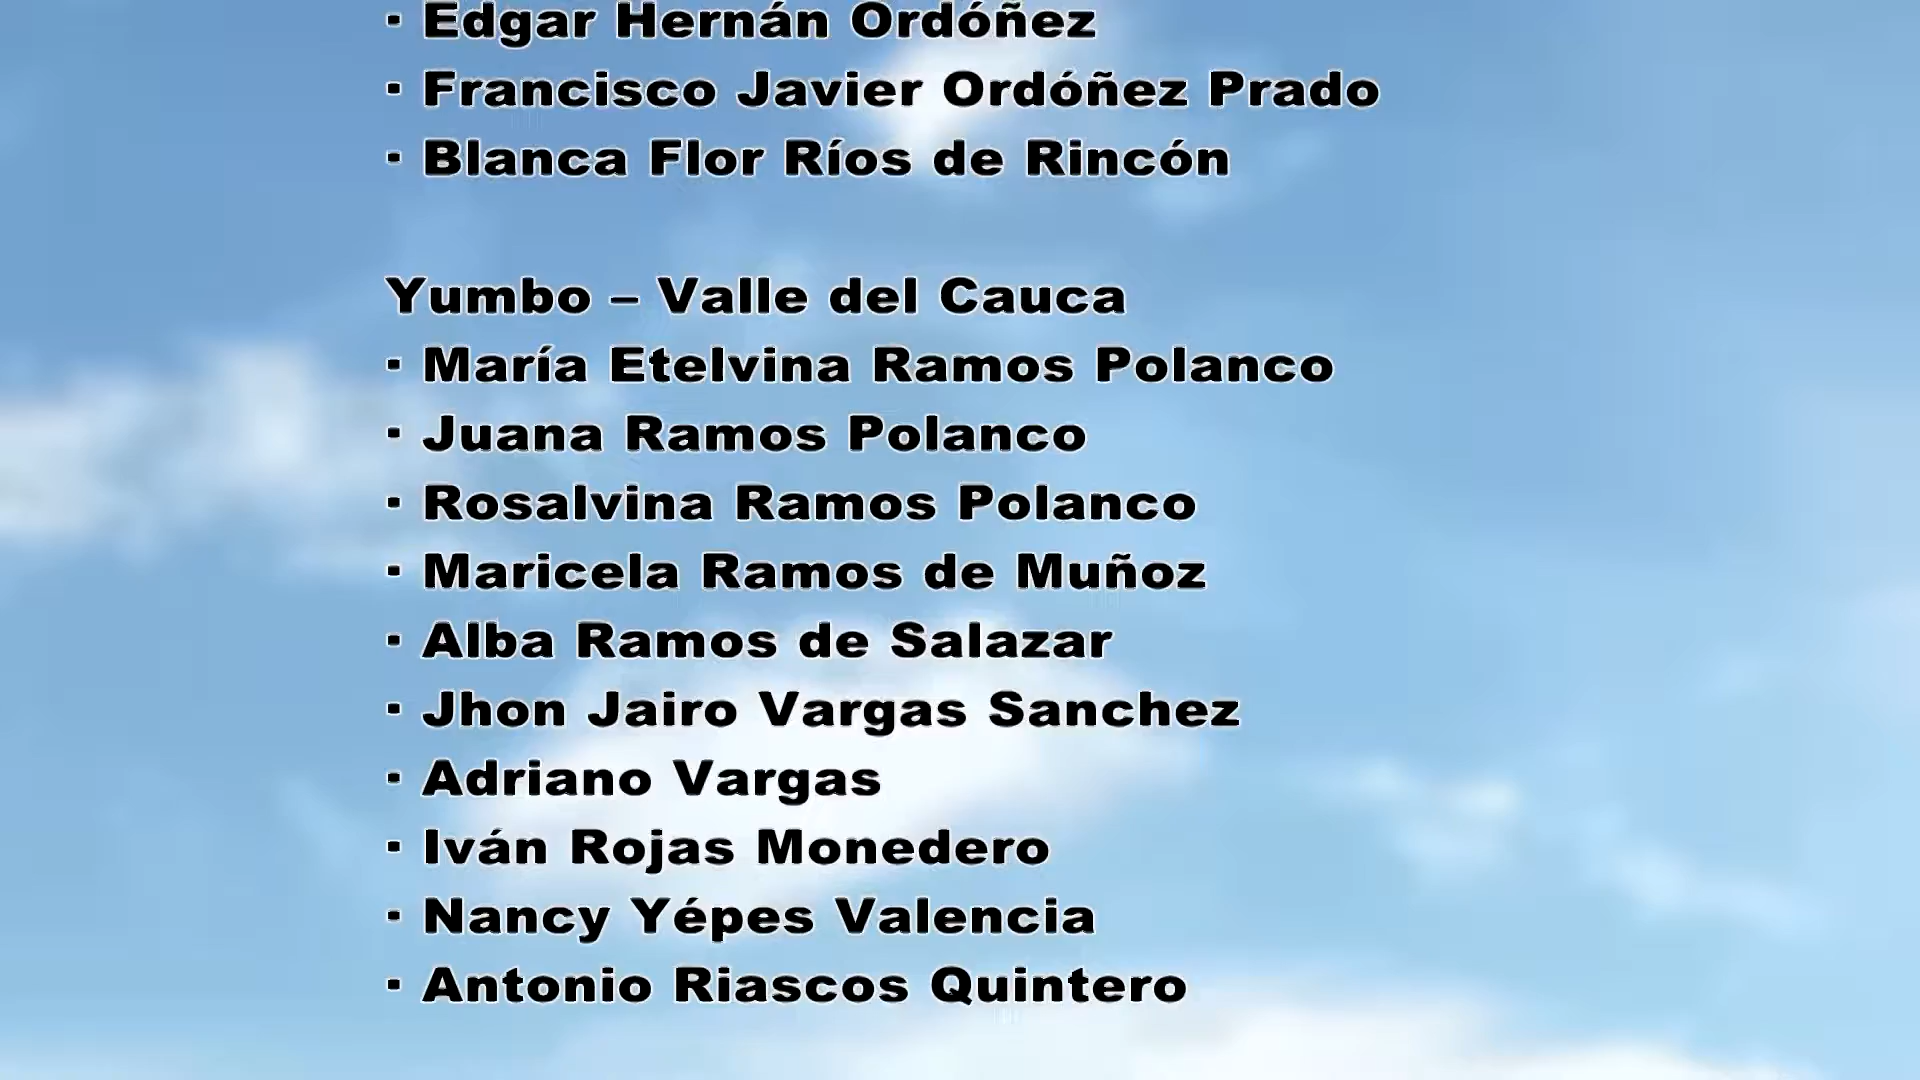 · Edgar Hernán Ordóñez
· Francisco Javier Ordóñez Prado
· Blanca Flor Ríos de Rincón
Yumbo – Valle del Cauca
· María Etelvina Ramos Polanco
· Juana Ramos Polanco
· Rosalvina Ramos Polanco
· Maricela Ramos de Muñoz
· Alba Ramos de Salazar
· Jhon Jairo Vargas Sanchez
· Adriano Vargas
· Iván Rojas Monedero
· Nancy Yépes Valencia
· Antonio Riascos Quintero